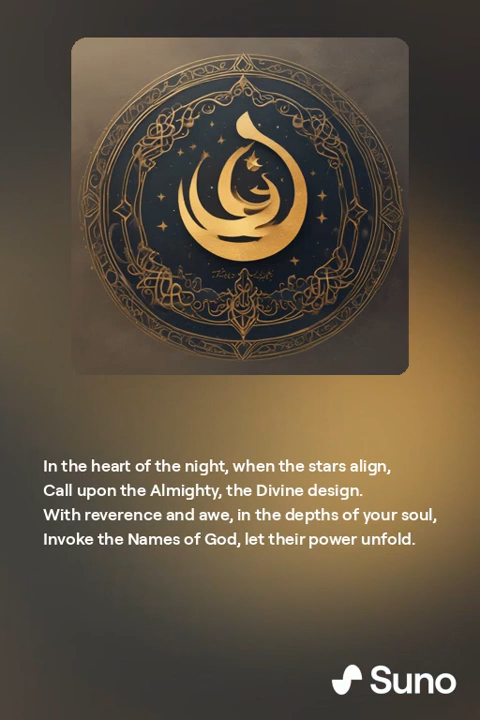 In the heart of the night, when the stars align,
Call upon the Almighty, the Divine design.
With reverence and awe, in the depths of your soul,
Invoke the Names of God, let their power unfold.
Suno